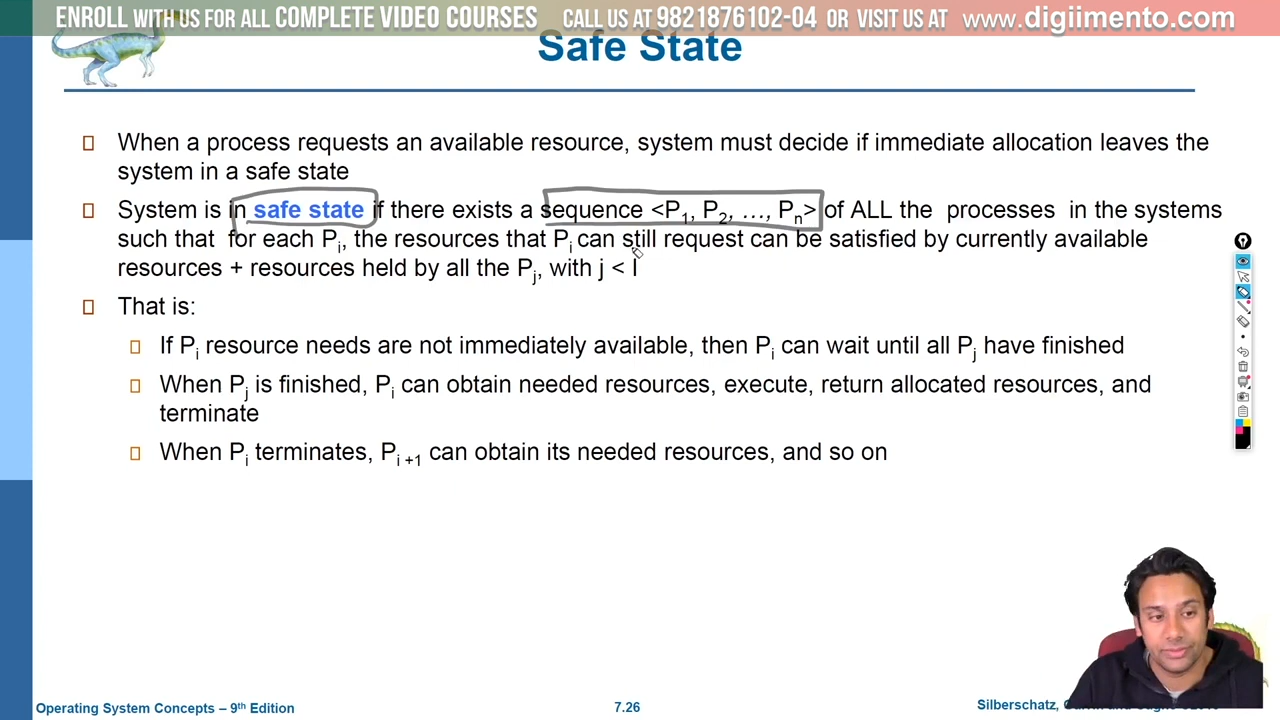 ENROLL WITH US FOR ALL COMPLETE VIDEO COURSES CALL US AT 9821876102-04 OR VISIT US AT www.digiimento.com
Safe State
When a process requests an available resource, system must decide if immediate allocation leaves the
system in a safe state
System is in safe state if there exists a sequence <P1, P2, …, Pn> of ALL the processes in the systems
such that for each Pi, the resources that Pi can still request can be satisfied by currently available
resources + resources held by all the Pj, with j < I
That is:
If Pi resource needs are not immediately available, then Pi can wait until all Pj have finished
When Pj is finished, Pi can obtain needed resources, execute, return allocated resources, and
terminate
When Pi terminates, Pi +1 can obtain its needed resources, and so on
Operating System Concepts – 9th Edition
7.26
Silberschatz,